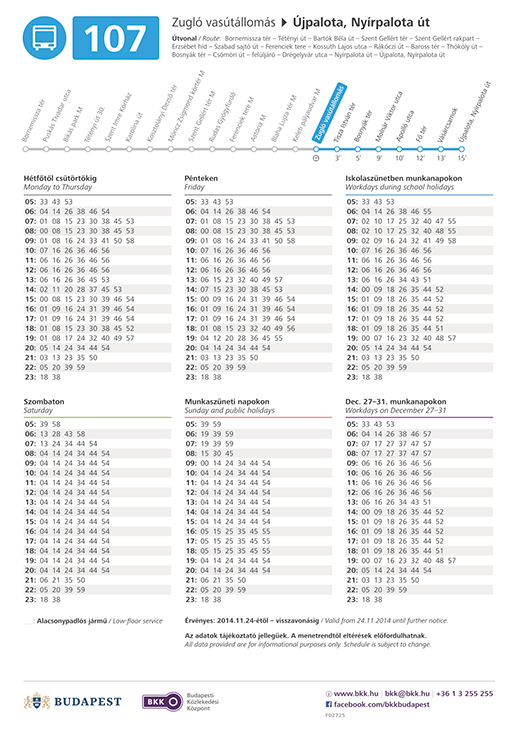 107
Zugló vasútállomás ▶ Újpalota, Nyírpalota út
Útvonal / Route: Bornemissza tér – Tétényi út – Bartók Béla út – Szent Gellért tér – Szent Gellért rakpart –
Erzsébet híd – Szabad sajtó út – Ferenciek tere – Kossuth Lajos utca – Rákóczi út – Baross tér – Thököly út –
Bosnyák tér – Csömöri út – felüljáró – Drégelyvár utca – Nyírpalota út – Újpalota, Nyírpalota út
Bornemissza tér
Puskás Tivadar utca
Bikás park M
Tétényi út 30.
Szent Imre Kórház
Karolina út
Kosztolányi Dezső tér
Móricz Zsigmond körtér M
Szent Gellért tér M
Rudas Gyógyfürdő
Ferenciek tere M
Astoria M
Blaha Lujza tér M
Keleti pályaudvar M
Zugló vasútállomás
Tisza István tér
Bosnyák tér
Molnár Viktor utca
Apolló utca
Fő tér
Vásárcsarnok
Újpalota, Nyírpalota út
3' 5' 9' 10' 12' 13' 15'
Hétfőtől csütörtökig
Monday to Thursday
05: 33 43 53
06: 04 14 26 38 46 54
07: 01 08 15 23 30 38 45 53
08: 00 08 15 23 30 38 45 53
09: 01 08 16 24 33 41 50 58
10: 07 16 26 36 46 56
11: 06 16 26 36 46 56
12: 06 16 26 36 46 56
13: 06 16 26 36 45 53
14: 02 11 20 28 37 45 53
15: 00 08 15 23 30 39 46 54
16: 01 09 16 24 31 39 46 54
17: 01 09 16 24 31 39 46 54
18: 01 08 15 23 30 38 45 52
19: 01 08 17 24 32 40 49 57
20: 05 14 24 34 44 54
21: 03 13 23 35 50
22: 05 20 39 59
23: 18 38
Pénteken
Friday
05: 33 43 53
06: 04 14 26 38 46 54
07: 01 08 15 23 30 38 45 53
08: 00 08 15 23 30 38 45 53
09: 01 08 16 24 33 41 50 58
10: 07 16 26 36 46 56
11: 06 16 26 36 46 56
12: 06 16 26 36 46 56
13: 06 15 23 32 40 49 57
14: 07 15 23 30 38 45 53
15: 00 09 16 24 31 39 46 54
16: 01 09 16 24 31 39 46 54
17: 01 09 16 24 31 39 46 54
18: 01 08 15 23 32 40 49 56
19: 04 12 20 28 36 45 55
20: 04 14 24 34 44 54
21: 03 13 23 35 50
22: 05 20 39 59
23: 18 38
Iskolaszünetben munkanapokon
Workdays during school holidays
05: 33 43 53
06: 04 14 26 38 46 55
07: 02 10 17 25 32 40 47 55
08: 02 10 17 25 32 40 48 55
09: 02 09 16 24 32 41 49 58
10: 07 16 26 36 46 56
11: 06 16 26 36 46 56
12: 06 16 26 36 46 56
13: 06 16 26 34 43 51
14: 00 09 18 26 35 44 52
15: 01 09 18 26 35 44 52
16: 01 09 18 26 35 44 52
17: 01 09 18 26 35 44 52
18: 01 09 18 26 35 44 51
19: 00 07 16 23 32 40 48 57
20: 05 14 24 34 44 54
21: 03 13 23 35 50
22: 05 20 39 59
23: 18 38
Szombaton
Saturday
05: 39 58
06: 13 28 43 58
07: 13 24 34 44 54
08: 04 14 24 34 44 54
09: 04 14 24 34 44 54
10: 04 14 24 34 44 54
11: 04 14 24 34 44 54
12: 04 14 24 34 44 54
13: 04 14 24 34 44 54
14: 04 14 24 34 44 54
15: 04 14 24 34 44 54
16: 04 14 24 34 44 54
17: 04 14 24 34 44 54
18: 04 14 24 34 44 54
19: 04 14 24 34 44 54
20: 04 14 24 34 44 54
21: 06 21 35 50
22: 05 20 39 59
23: 18 38
Munkaszüneti napokon
Sunday and public holidays
05: 39 59
06: 19 39 59
07: 19 39 59
08: 15 30 45
09: 00 14 24 34 44 54
10: 04 14 24 34 44 54
11: 04 14 24 34 44 54
12: 04 14 24 34 44 54
13: 04 14 24 34 44 54
14: 04 14 24 34 44 54
15: 04 14 24 34 44 54
16: 05 15 25 35 45 55
17: 05 15 25 35 45 55
18: 05 15 25 35 45 55
19: 04 14 24 34 44 54
20: 04 14 24 34 44 54
21: 06 21 35 50
22: 05 20 39 59
23: 18 38
Dec. 27–31. munkanapokon
Workdays on December 27–31
05: 33 43 53
06: 04 14 26 38 46 57
07: 07 17 27 37 47 57
08: 07 17 27 37 47 57
09: 06 16 26 36 46 56
10: 06 16 26 36 46 56
11: 06 16 26 36 46 56
12: 06 16 26 36 46 56
13: 06 16 26 34 43 51
14: 00 09 18 26 35 44 52
15: 01 09 18 26 35 44 52
16: 01 09 18 26 35 44 52
17: 01 09 18 26 35 44 52
18: 01 09 18 26 35 44 51
19: 00 07 16 23 32 40 48 57
20: 05 14 24 34 44 54
21: 03 13 23 35 50
22: 05 20 39 59
23: 18 38
__: Alacsonypadlós jármű / Low-floor service
Érvényes: 2014.11.24-étől – visszavonásig / Valid from 24.11.2014 until further notice.
Az adatok tájékoztató jellegűek. A menetrendtől eltérések előfordulhatnak.
All data provided are for informational purposes only. Schedule is subject to change.
BUDAPEST
BKK
Budapesti
Közlekedési
Központ
www.bkk.hu | bkk@bkk.hu | +36 1 3 255 255
facebook.com/bkkbudapest
F02725